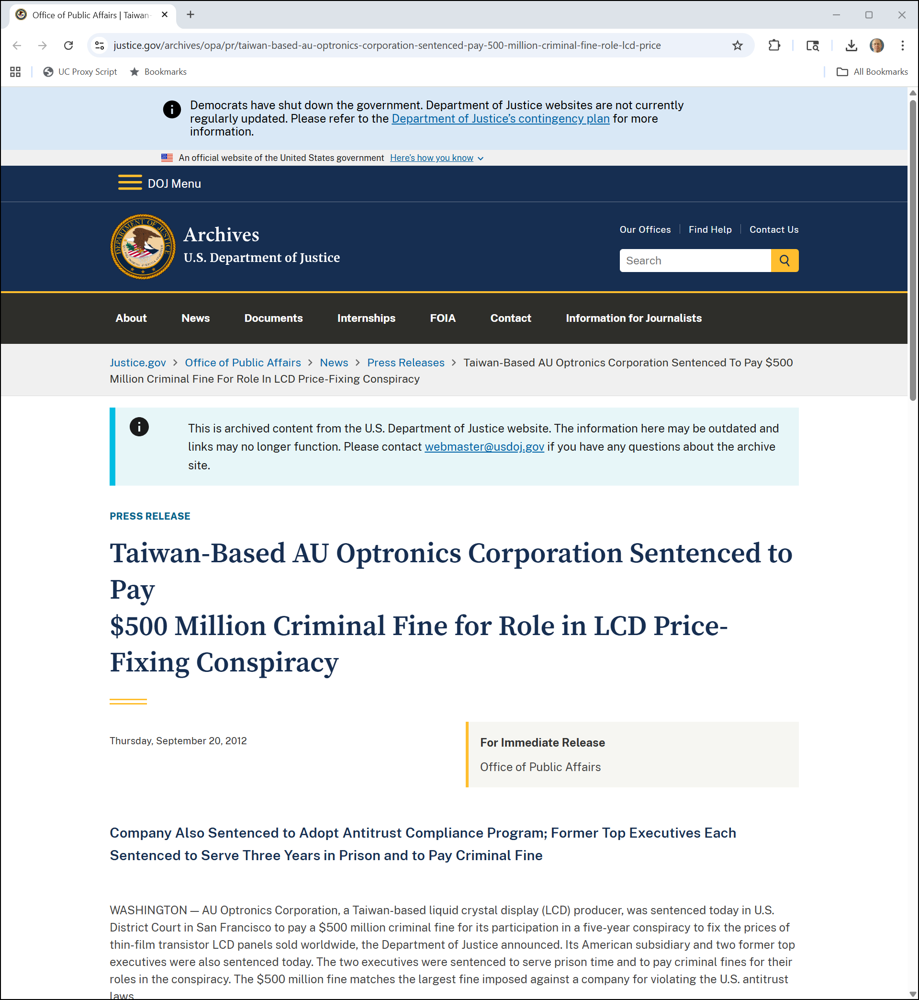 Office of Public Affairs | Taiwan-
justice.gov/archives/opa/pr/taiwan-based-au-optronics-corporation-sentenced-pay-500-million-criminal-fine-role-lcd-price
UC Proxy Script
Bookmarks
All Bookmarks
Democrats have shut down the government. Department of Justice websites are not currently
regularly updated. Please refer to the Department of Justice’s contingency plan for more
information.
An official website of the United States government Here's how you know
DOJ Menu
DEPARTMENT OF JUSTICE
Archives
U.S. Department of Justice
Our Offices
Find Help
Contact Us
Search
About
News
Documents
Internships
FOIA
Contact
Information for Journalists
Justice.gov > Office of Public Affairs > News > Press Releases > Taiwan-Based AU Optronics Corporation Sentenced To Pay $500
Million Criminal Fine For Role In LCD Price-Fixing Conspiracy
This is archived content from the U.S. Department of Justice website. The information here may be outdated and
links may no longer function. Please contact webmaster@usdoj.gov if you have any questions about the archive
site.
PRESS RELEASE
Taiwan-Based AU Optronics Corporation Sentenced to
Pay
$500 Million Criminal Fine for Role in LCD Price-
Fixing Conspiracy
Thursday, September 20, 2012
For Immediate Release
Office of Public Affairs
Company Also Sentenced to Adopt Antitrust Compliance Program; Former Top Executives Each
Sentenced to Serve Three Years in Prison and to Pay Criminal Fine
WASHINGTON — AU Optronics Corporation, a Taiwan-based liquid crystal display (LCD) producer, was sentenced today in U.S.
District Court in San Francisco to pay a $500 million criminal fine for its participation in a five-year conspiracy to fix the prices of
thin-film transistor LCD panels sold worldwide, the Department of Justice announced. Its American subsidiary and two former top
executives were also sentenced today. The two executives were sentenced to serve prison time and to pay criminal fines for their
roles in the conspiracy. The $500 million fine matches the largest fine imposed against a company for violating the U.S. antitrust
laws.